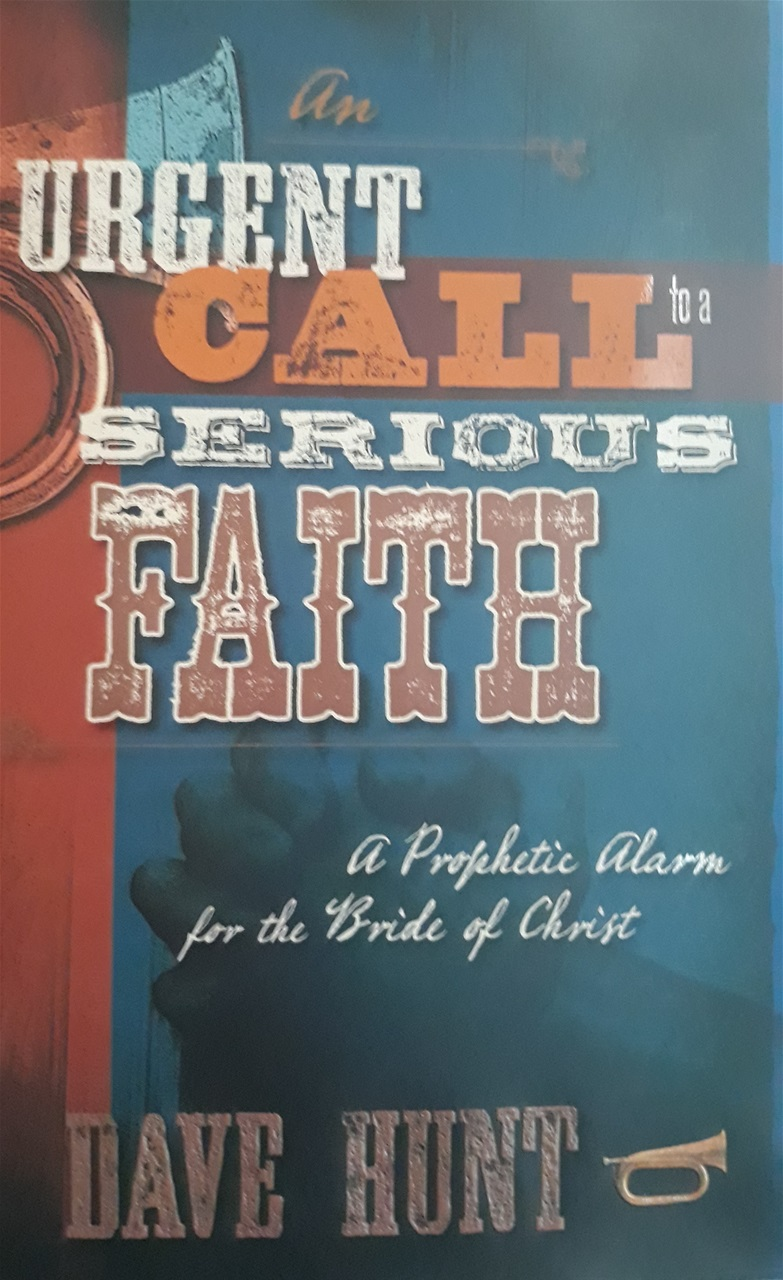 An
URGENT
CALL to a
SERIOUS
FAITH
A Prophetic Alarm
for the Bride of Christ
DAVE HUNT